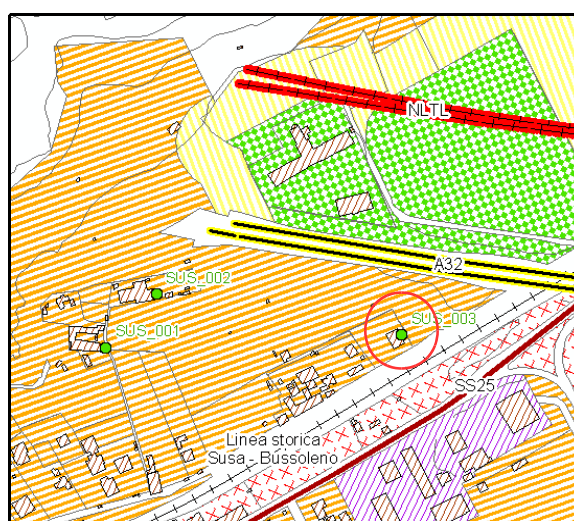 NLTL
A32
SUS_002
SUS_003
SUS_001
SS25
Linea storica
Susa - Bussoleno